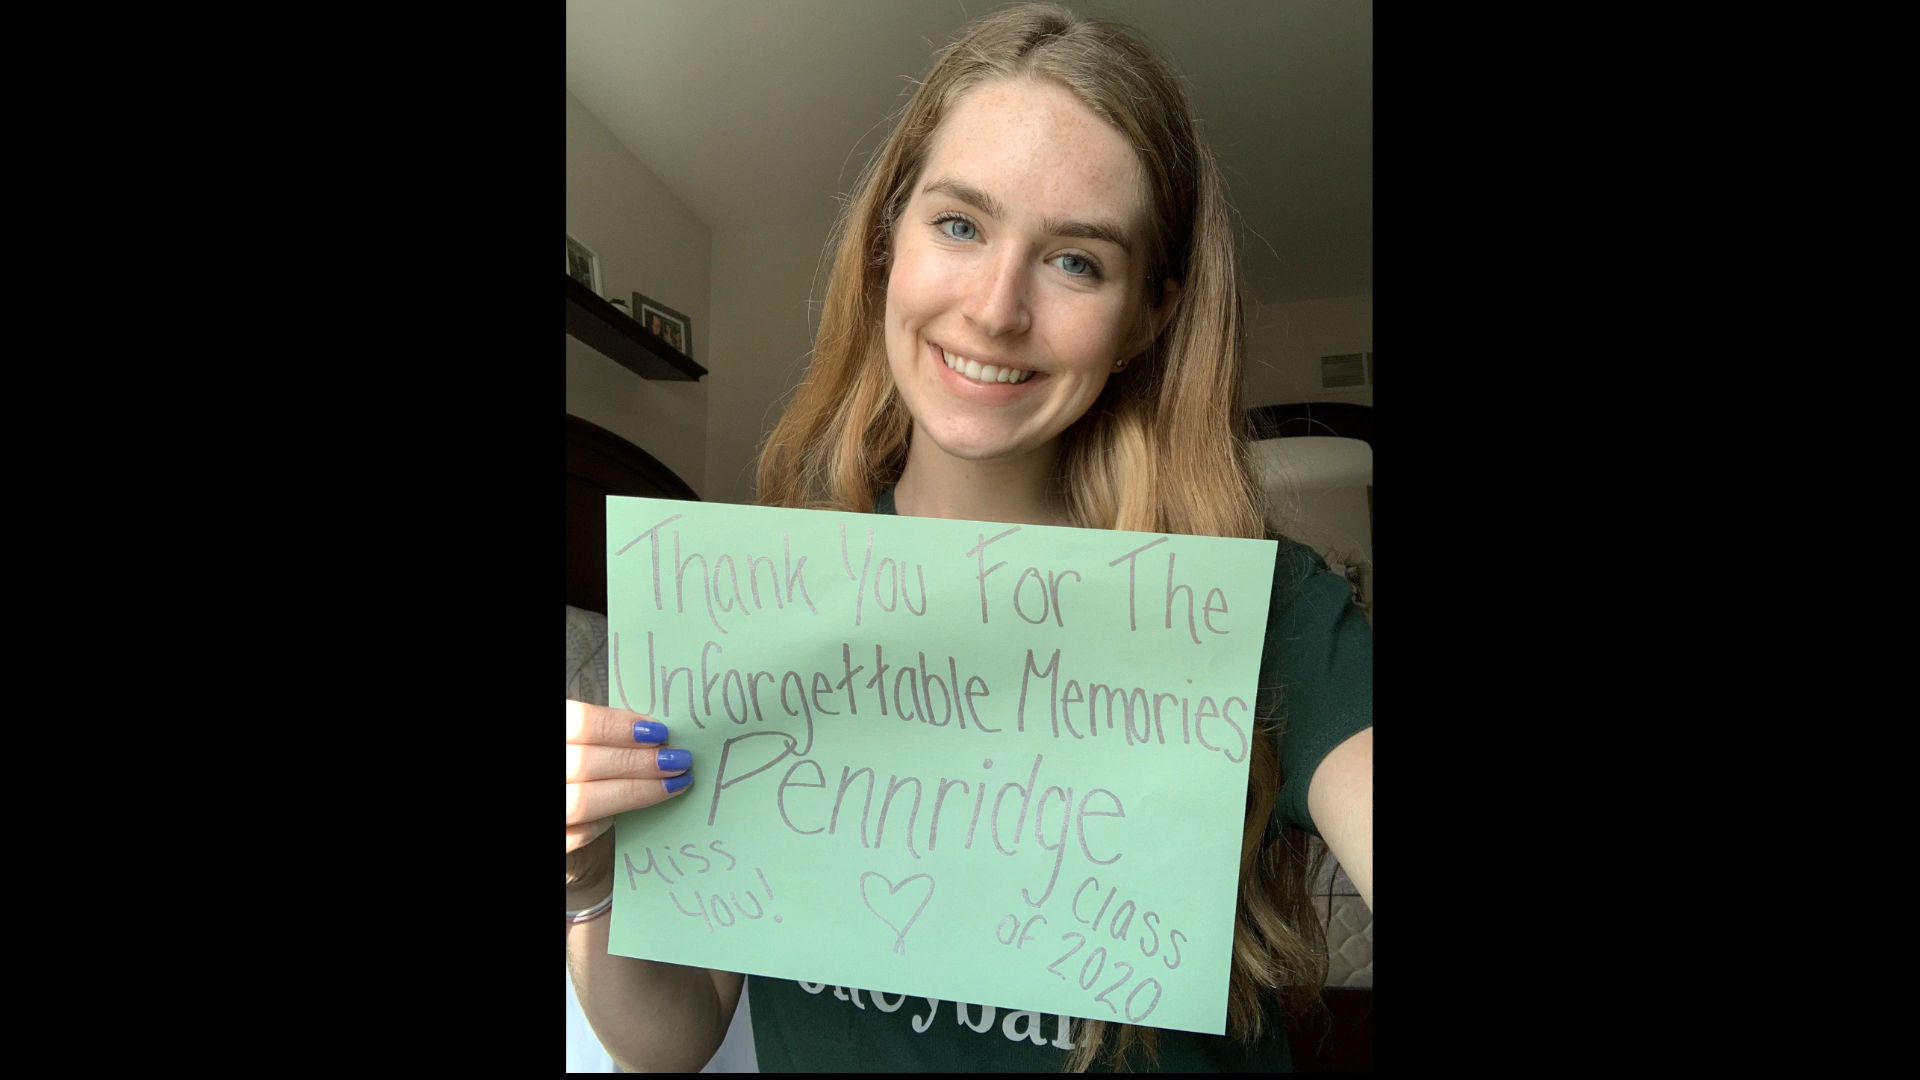 Thank You For The
Unforgettable Memories
Pennridge
Miss
you!
Class
of 2020